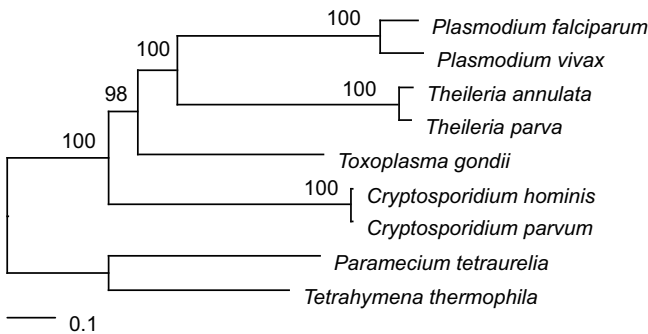 100
Plasmodium falciparum
100
Plasmodium vivax
98
100
Theileria annulata
Theileria parva
100
Toxoplasma gondii
100
Cryptosporidium hominis
Cryptosporidium parvum
Paramecium tetraurelia
Tetrahymena thermophila
0.1